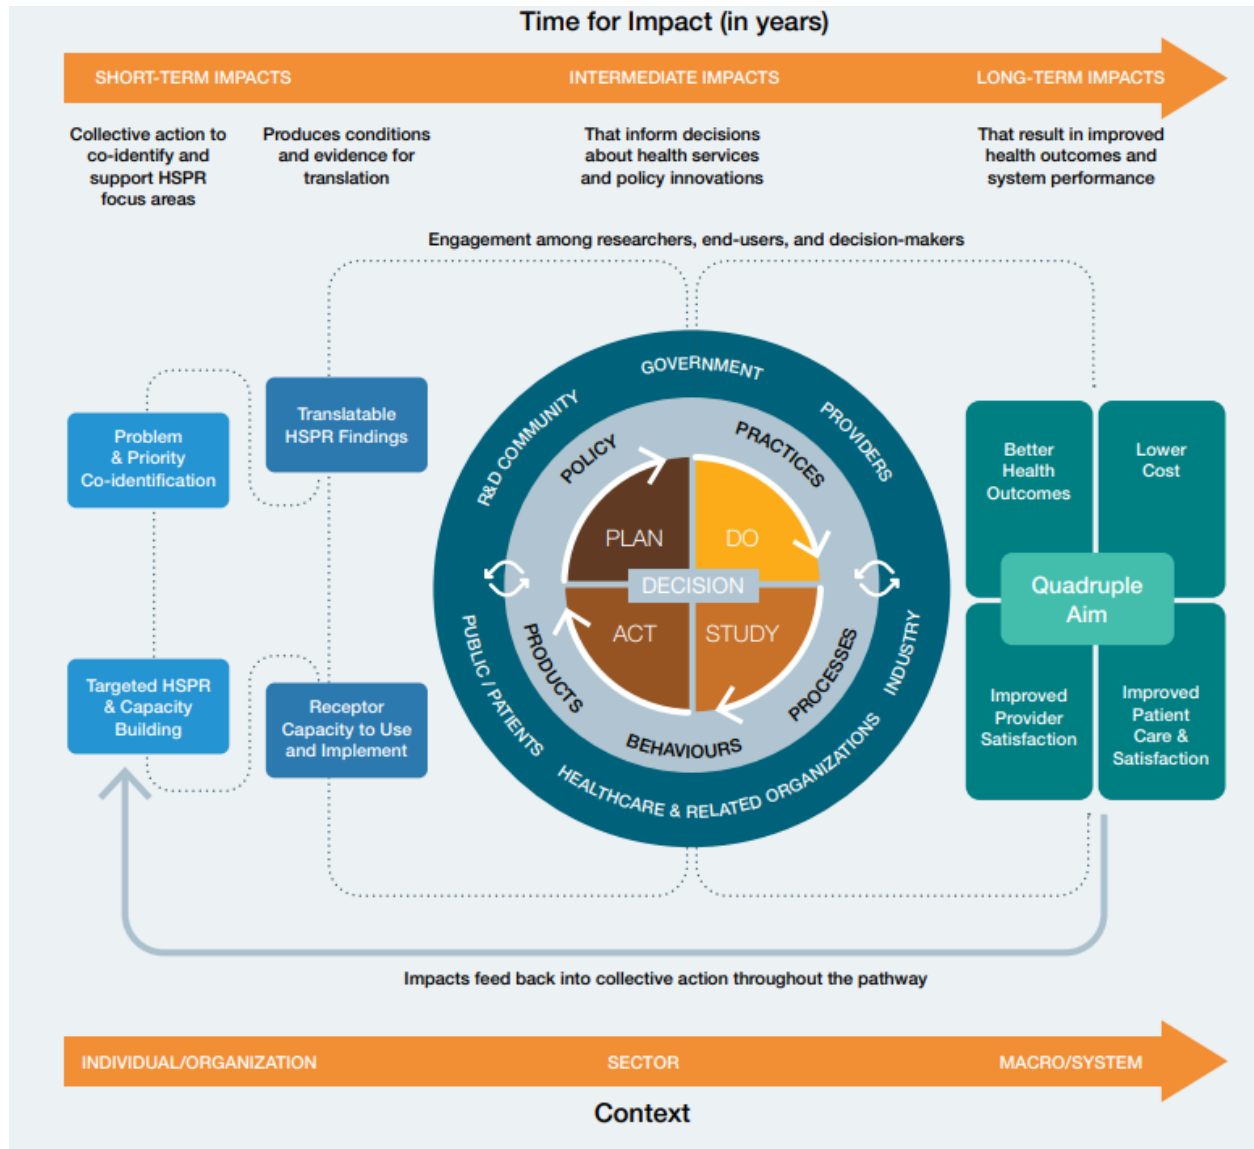 Time for Impact (in years)
SHORT-TERM IMPACTS
INTERMEDIATE IMPACTS
LONG-TERM IMPACTS
Collective action to
co-identify and
support HSPR
focus areas
Produces conditions
and evidence for
translation
That inform decisions
about health services
and policy innovations
That result in improved
health outcomes and
system performance
Engagement among researchers, end-users, and decision-makers
Problem
& Priority
Co-identification
Translatable
HSPR Findings
Targeted HSPR
& Capacity
Building
Receptor
Capacity to Use
and Implement
GOVERNMENT
PROVIDERS
INDUSTRY
HEALTHCARE & RELATED ORGANIZATIONS
PUBLIC / PATIENTS
R&D COMMUNITY
POLICY
PRACTICES
PROCESSES
BEHAVIOURS
PRODUCTS
PLAN
DO
DECISION
ACT
STUDY
Better
Health
Outcomes
Lower
Cost
Quadruple
Aim
Improved
Provider
Satisfaction
Improved
Patient
Care &
Satisfaction
Impacts feed back into collective action throughout the pathway
INDIVIDUAL/ORGANIZATION
SECTOR
MACRO/SYSTEM
Context